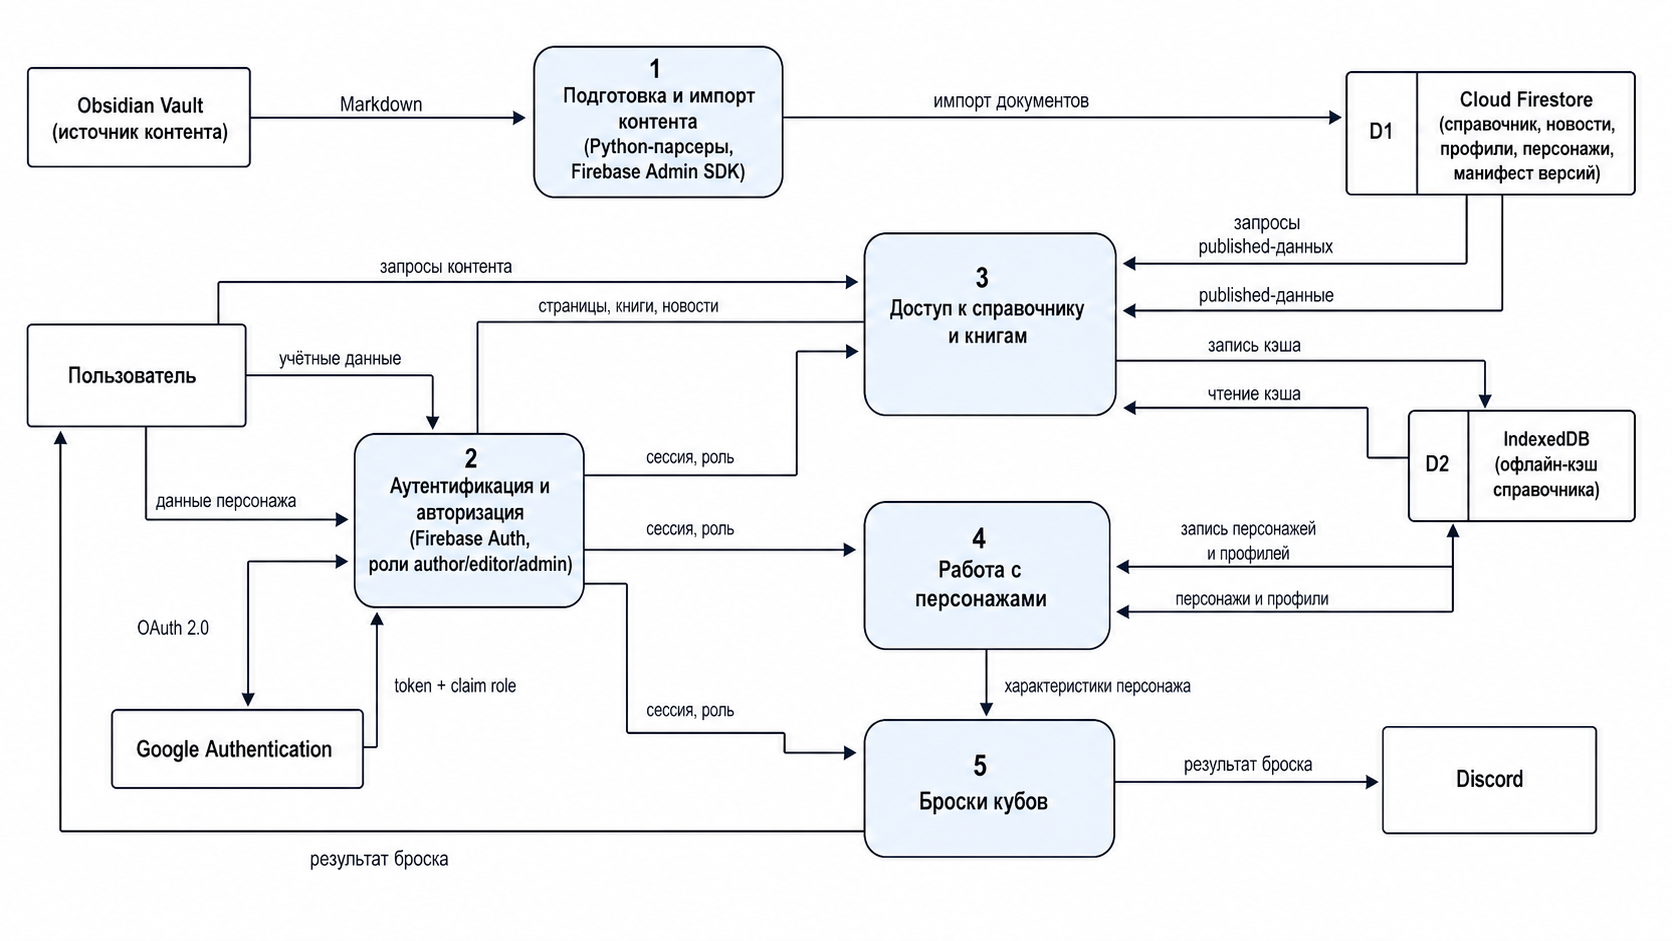 Obsidian Vault
(источник контента)
Markdown
1
Подготовка и импорт
контента
(Python-парсеры,
Firebase Admin SDK)
импорт документов
D1
Cloud Firestore
(справочник, новости,
профили, персонажи,
манифест версий)
запросы
published-данных
published-данные
запросы контента
страницы, книги, новости
3
Доступ к справочнику
и книгам
запись кэша
чтение кэша
D2
IndexedDB
(офлайн-кэш
справочника)
Пользователь
учётные данные
данные персонажа
2
Аутентификация и
авторизация
(Firebase Auth,
роли author/editor/admin)
сессия, роль
сессия, роль
сессия, роль
4
Работа с
персонажами
запись персонажей
и профилей
персонажи и профили
OAuth 2.0
token + claim role
Google Authentication
характеристики персонажа
5
Броски кубов
результат броска
Discord
результат броска